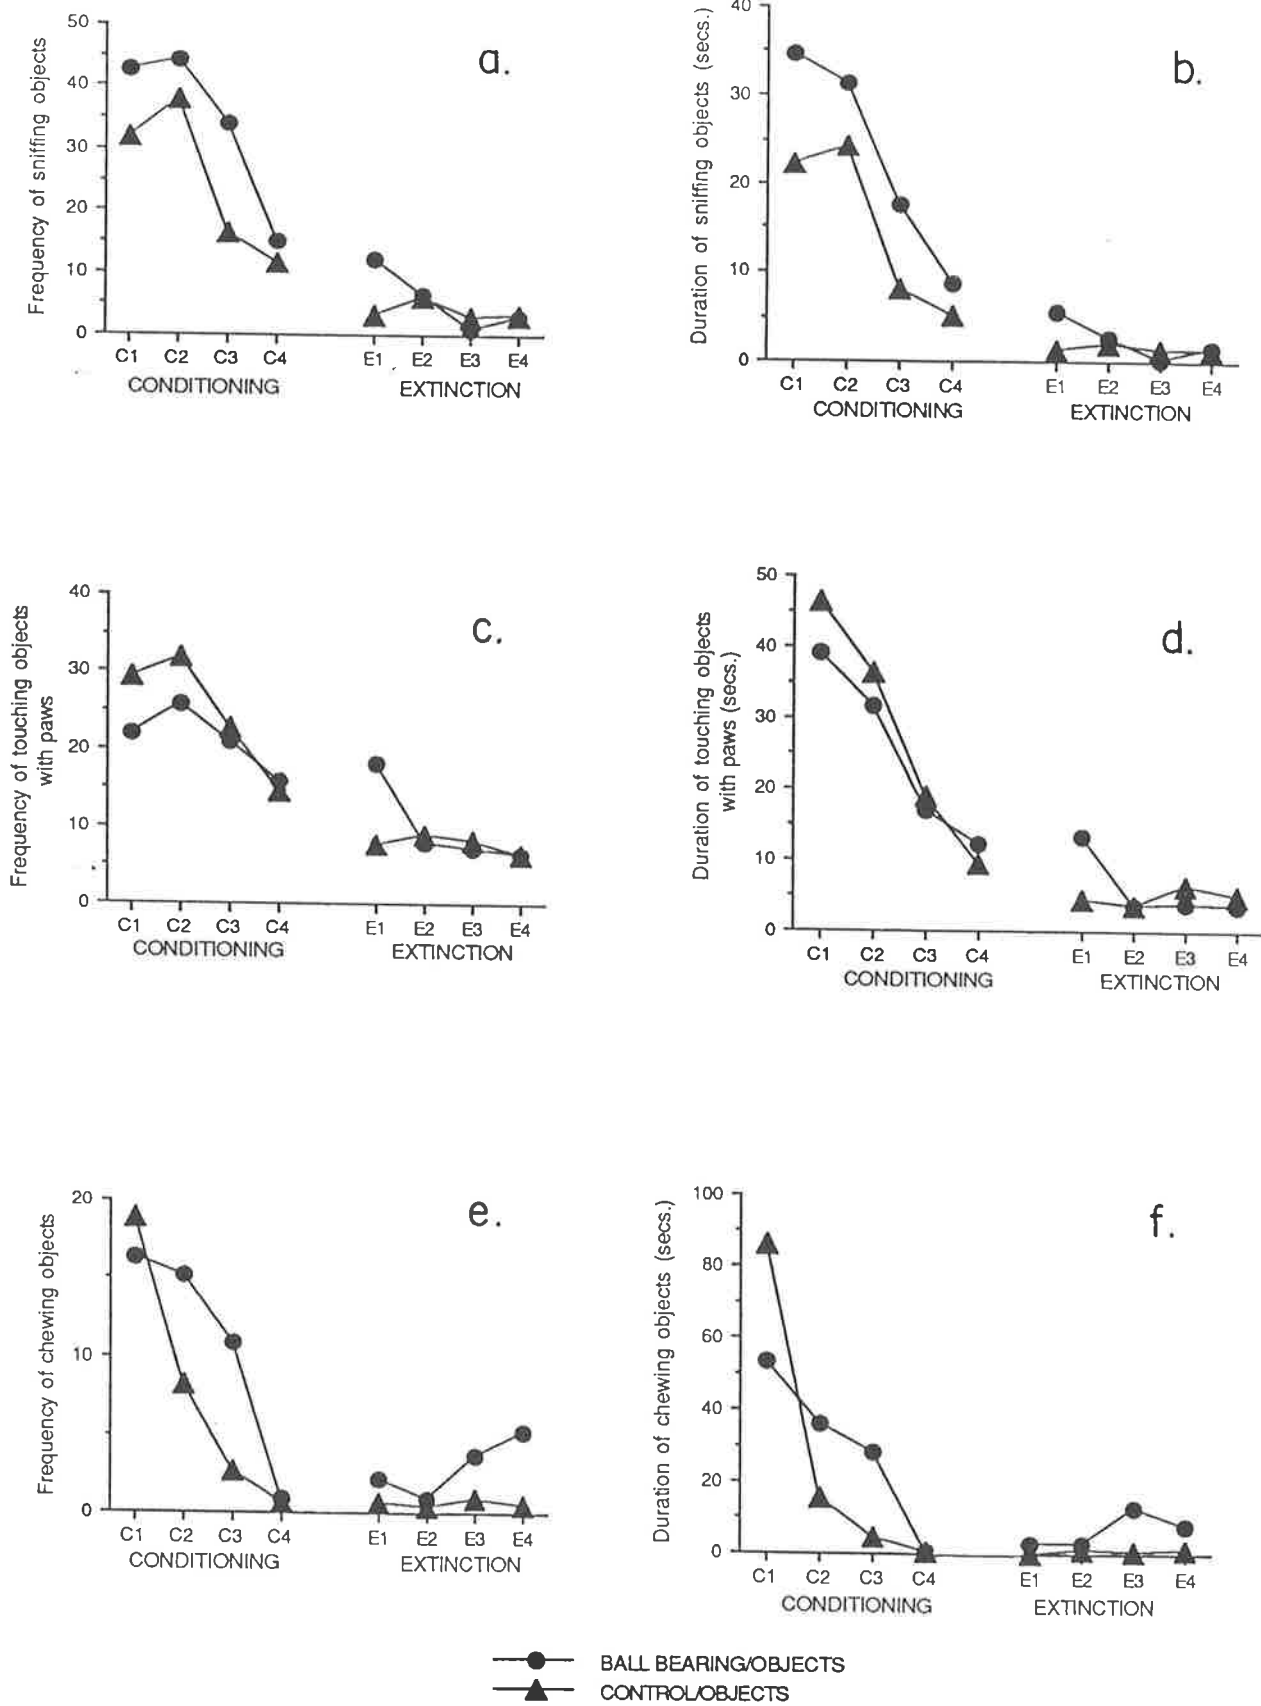 a.
Frequency of sniffing objects
50
40
30
20
10
0
C1 C2 C3 C4 E1 E2 E3 E4
CONDITIONING EXTINCTION
b.
Duration of sniffing objects (secs.)
40
30
20
10
0
C1 C2 C3 C4 E1 E2 E3 E4
CONDITIONING EXTINCTION
c.
Frequency of touching objects
with paws
40
30
20
10
0
C1 C2 C3 C4 E1 E2 E3 E4
CONDITIONING EXTINCTION
d.
Duration of touching objects
with paws (secs.)
50
40
30
20
10
0
C1 C2 C3 C4 E1 E2 E3 E4
CONDITIONING EXTINCTION
e.
Frequency of chewing objects
20
10
0
C1 C2 C3 C4 E1 E2 E3 E4
CONDITIONING EXTINCTION
f.
Duration of chewing objects (secs.)
100
80
60
40
20
0
C1 C2 C3 C4 E1 E2 E3 E4
CONDITIONING EXTINCTION
BALL BEARING/OBJECTS
CONTROL/OBJECTS